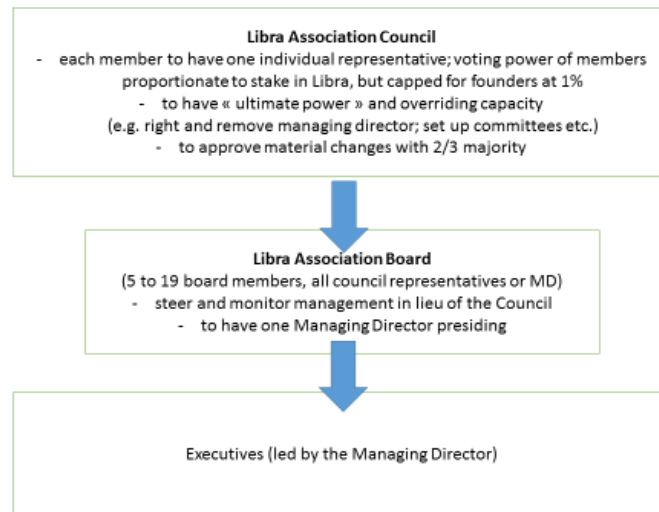 Libra Association Council
- each member to have one individual representative; voting power of members
proportionate to stake in Libra, but capped for founders at 1%
- to have « ultimate power » and overriding capacity
(e.g. right and remove managing director; set up committees etc.)
- to approve material changes with 2/3 majority
Libra Association Board
(5 to 19 board members, all council representatives or MD)
- steer and monitor management in lieu of the Council
- to have one Managing Director presiding
Executives (led by the Managing Director)